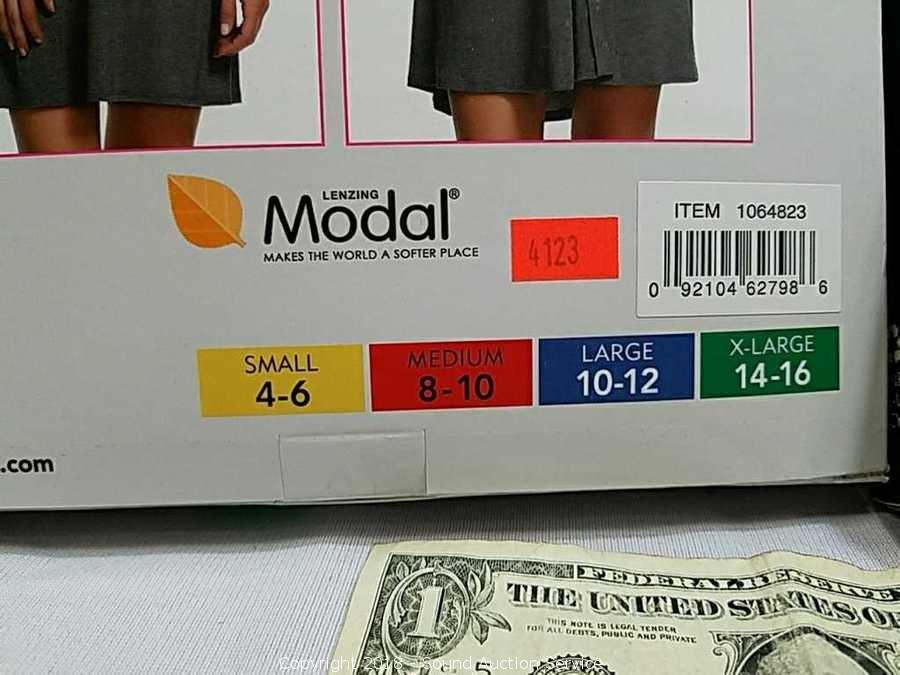 LENZING
Modal®
MAKES THE WORLD A SOFTER PLACE
4123
ITEM 1064823
0 92104 62798 6
SMALL
4-6
MEDIUM
8-10
LARGE
10-12
X-LARGE
14-16
.com
FEDERAL RESERVE
THE UNITED STATES OF
THIS NOTE IS LEGAL TENDER
FOR ALL DEBTS, PUBLIC AND PRIVATE
1
Copyright 2018 - Sound Auction Service